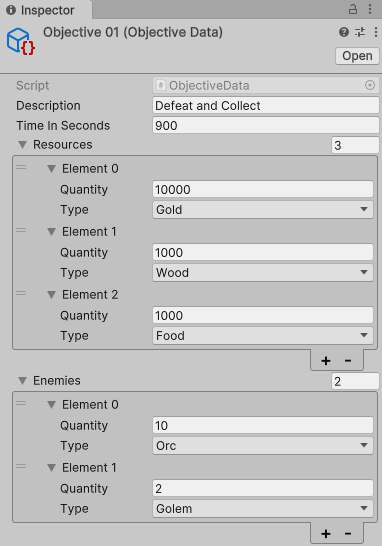 Inspector
Objective 01 (Objective Data)
Open
Script ObjectiveData
Description Defeat and Collect
Time In Seconds 900
Resources 3
Element 0
Quantity 10000
Type Gold
Element 1
Quantity 1000
Type Wood
Element 2
Quantity 1000
Type Food
+ -
Enemies 2
Element 0
Quantity 10
Type Orc
Element 1
Quantity 2
Type Golem
+ -